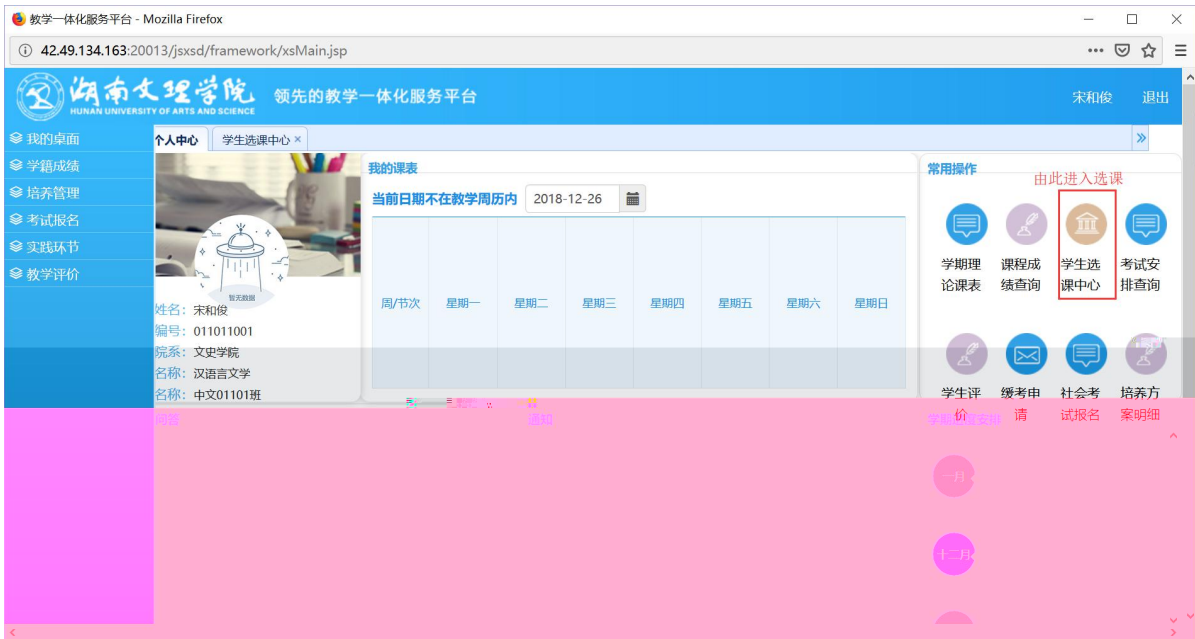 教学一体化服务平台 - Mozilla Firefox
42.49.134.163:20013/jsxsd/framework/xsMain.jsp
湖南文理学院
HUNAN UNIVERSITY OF ARTS AND SCIENCE
领先的教学一体化服务平台
宋和俊 退出
我的桌面
学籍成绩
培养管理
考试报名
实践环节
教学评价
个人中心 学生选课中心 ×
暂无数据
姓名：宋和俊
编号：011011001
院系：文史学院
名称：汉语言文学
名称：中文01101班
我的课表
当前日期不在教学周历内 2018-12-26
周/节次 星期一 星期二 星期三 星期四 星期五 星期六 星期日
常用操作
由此进入选课
学期理论课表
课程成绩查询
学生选课中心
考试安排查询
学生评价
缓考申请
社会考试报名
培养方案明细
问答
通知
一月
十二月